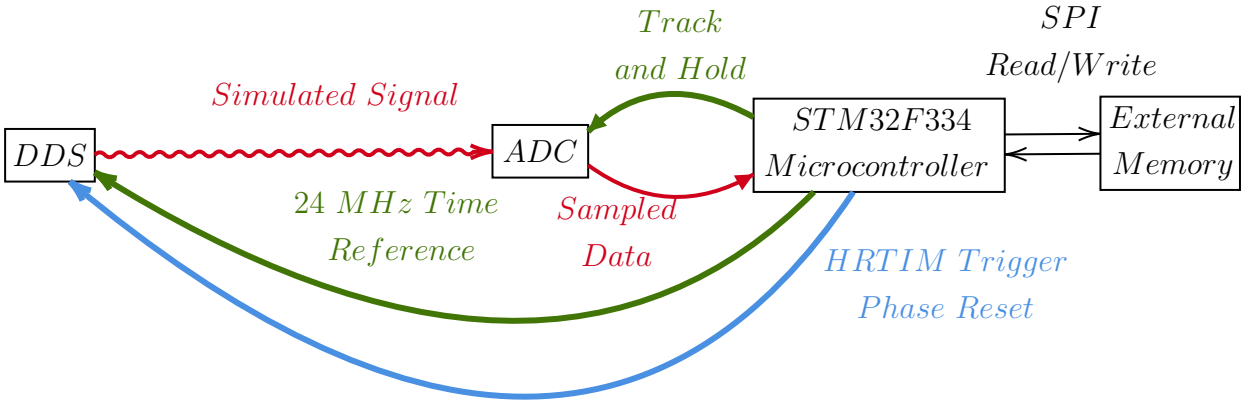 Track
and Hold
SPI
Read/Write
Simulated Signal
DDS
ADC
STM32F334
Microcontroller
External
Memory
24 MHz Time
Reference
Sampled
Data
HRTIM Trigger
Phase Reset